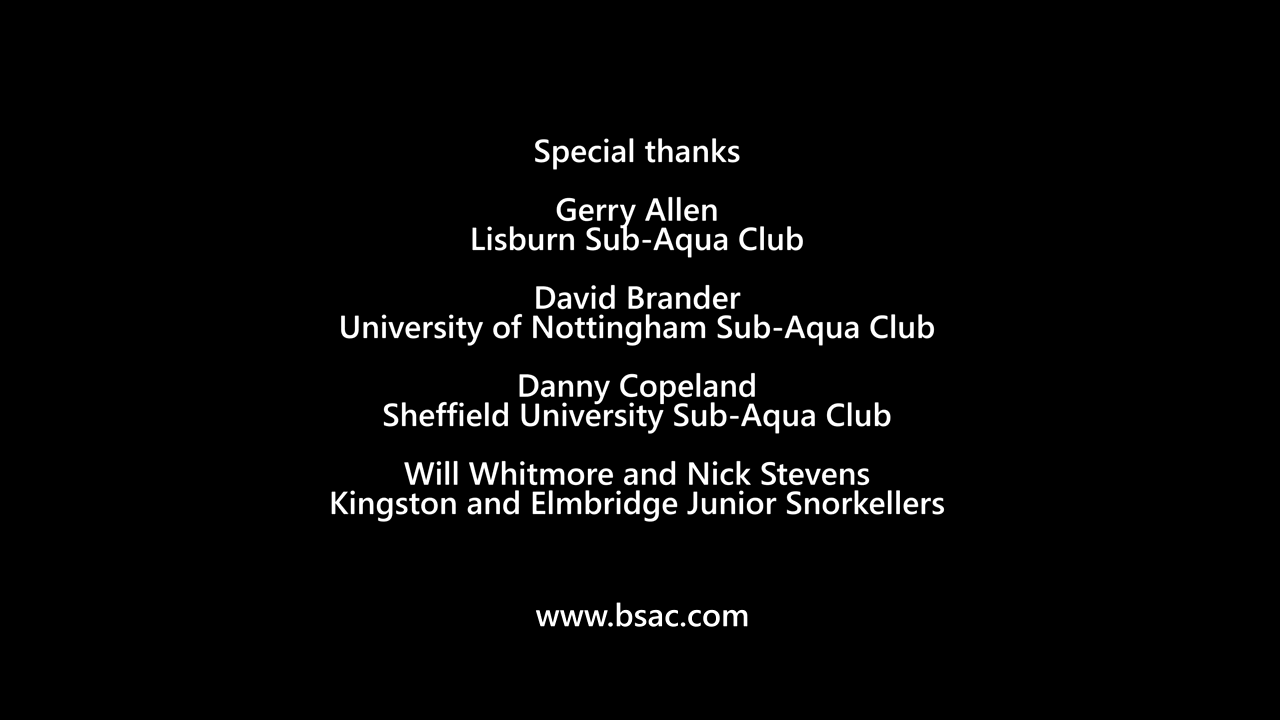 Special thanks
Gerry Allen
Lisburn Sub-Aqua Club
David Brander
University of Nottingham Sub-Aqua Club
Danny Copeland
Sheffield University Sub-Aqua Club
Will Whitmore and Nick Stevens
Kingston and Elmbridge Junior Snorkellers
www.bsac.com